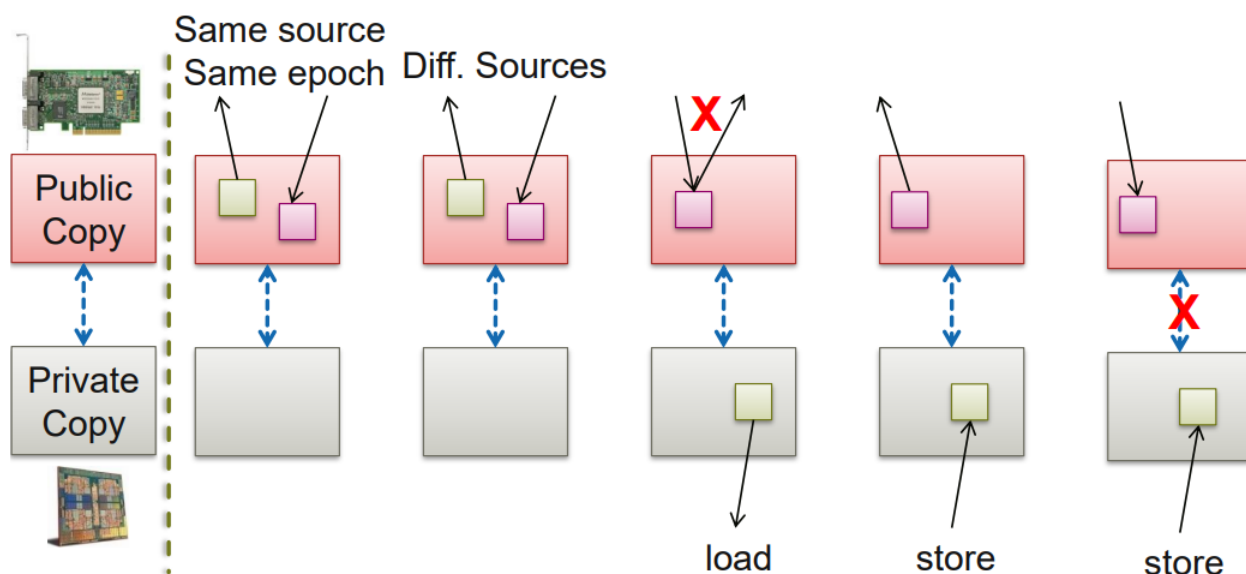 Same source
Same epoch
Diff. Sources
X
Public
Copy
X
Private
Copy
load
store
store